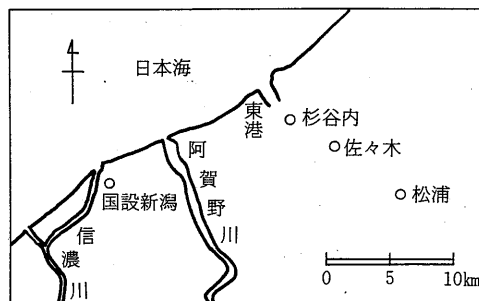 日本海
東港
杉谷内
佐々木
松浦
国設新潟
阿賀野川
信濃川
0 5 10km